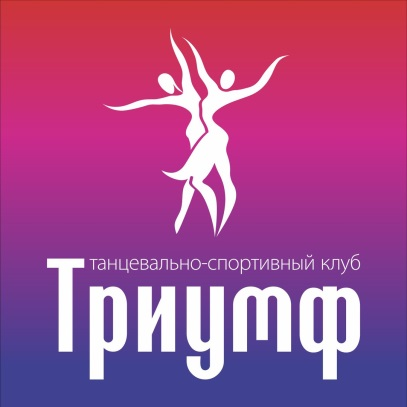 танцевально-спортивный клуб
Триумф